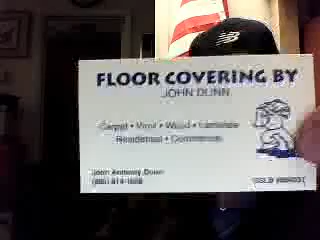 FLOOR COVERING BY
JOHN DUNN
Carpet • Vinyl • Wood • Laminate
Residential • Commercial
John Anthony Dunn